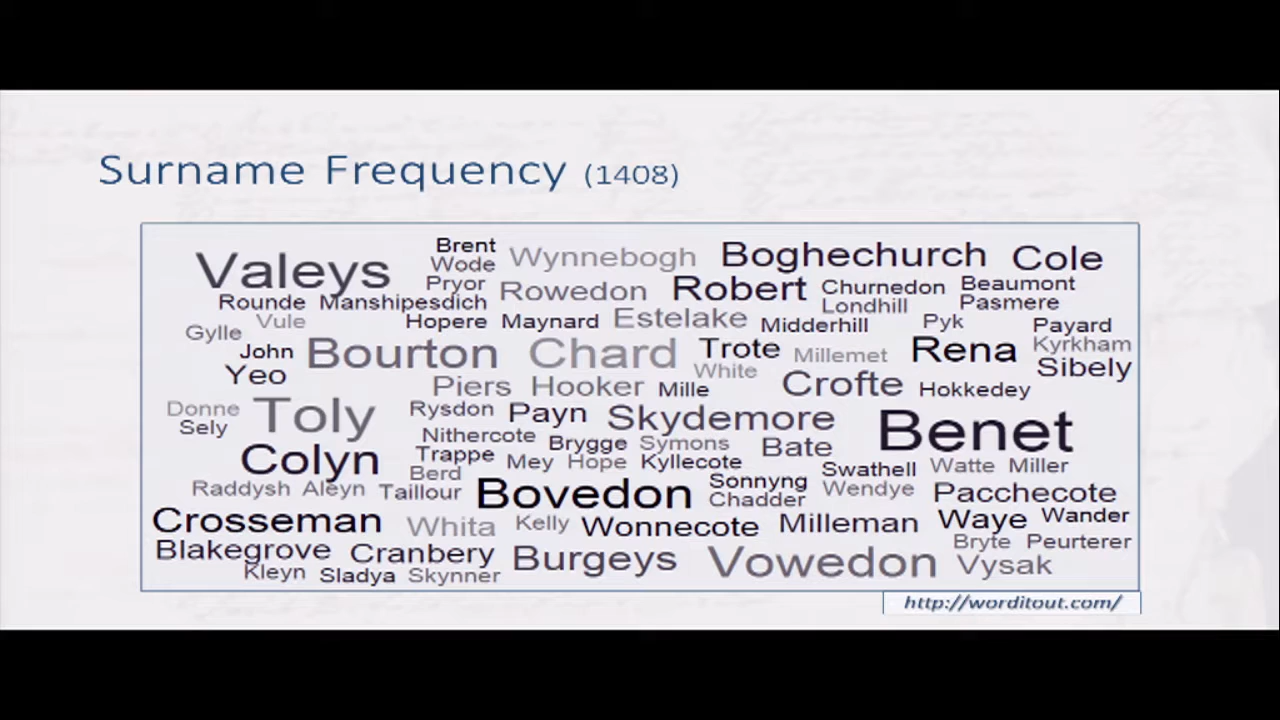 Surname Frequency (1408)
Brent Boghechurch Cole
Valeys Wode Wynnebogh
Pryor Rowedon Robert Churnedon Beaumont
Rounde Manshipesdich Londhill Pasmere
Gylle Vule Hopere Maynard Estelake Midderhill Pyk Payard
John Bourton Chard Trote Millemet Rena Kyrkham
Yeo White Sibely
Piers Hooker Mille Crofte Hokkedey
Donne Toly Rysdon Payn Skydemore Benet
Sely Nithercote Brygge Symons Bate
Colyn Trappe Mey Hope Kyllecote Swathell Watte Miller
Berd Sonnyng
Raddysh Aleyn Taillour Bovedon Chadder Wendye Pacchecote
Crosseman Whita Kelly Wonnecote Milleman Waye Wander
Blakegrove Cranbery Burgeys Vowedon Bryte Peurterer
Kleyn Sladya Skynner Vysak
http://worditout.com/